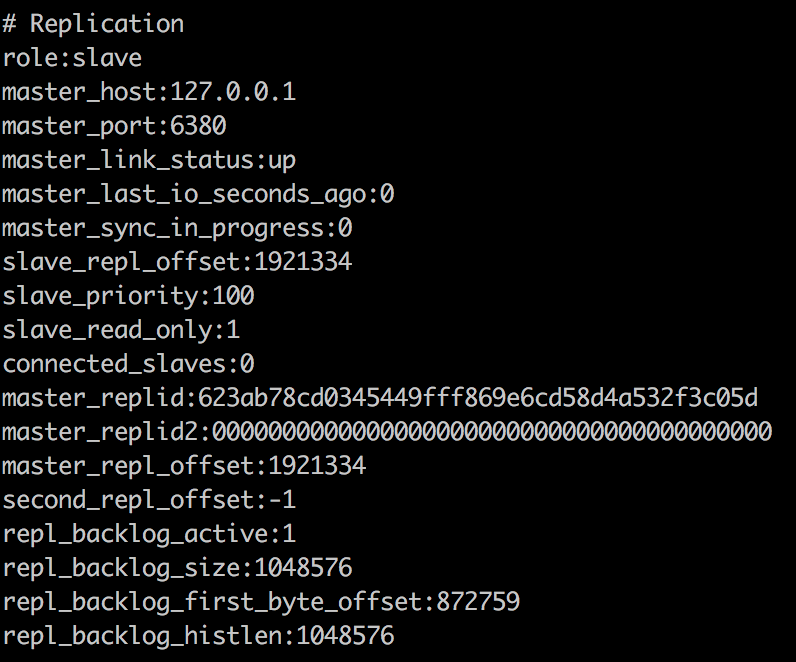 # Replication
role:slave
master_host:127.0.0.1
master_port:6380
master_link_status:up
master_last_io_seconds_ago:0
master_sync_in_progress:0
slave_repl_offset:1921334
slave_priority:100
slave_read_only:1
connected_slaves:0
master_replid:623ab78cd0345449fff869e6cd58d4a532f3c05d
master_replid2:0000000000000000000000000000000000000000
master_repl_offset:1921334
second_repl_offset:-1
repl_backlog_active:1
repl_backlog_size:1048576
repl_backlog_first_byte_offset:872759
repl_backlog_histlen:1048576